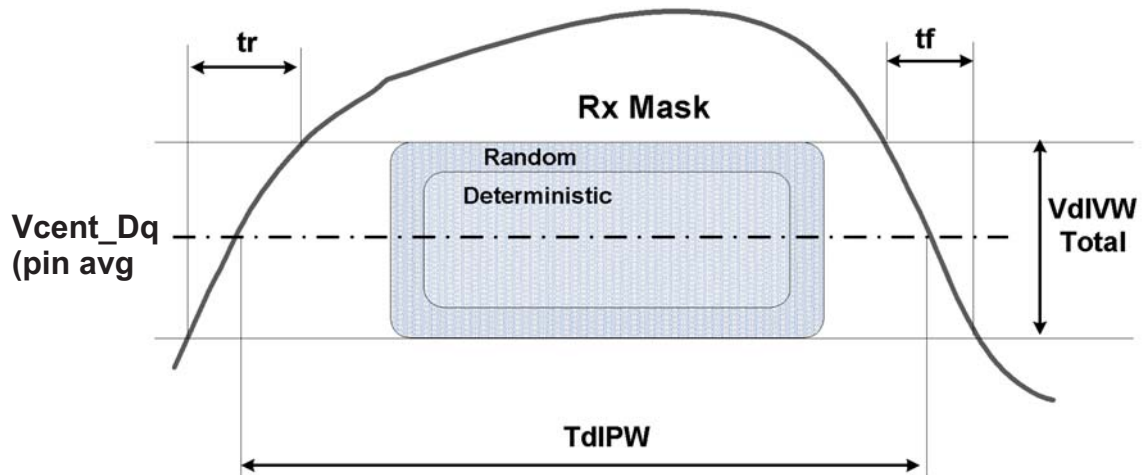 tr
tf
Rx Mask
Random
Deterministic
Vcent_Dq
(pin avg
VdIVW
Total
TdIPW